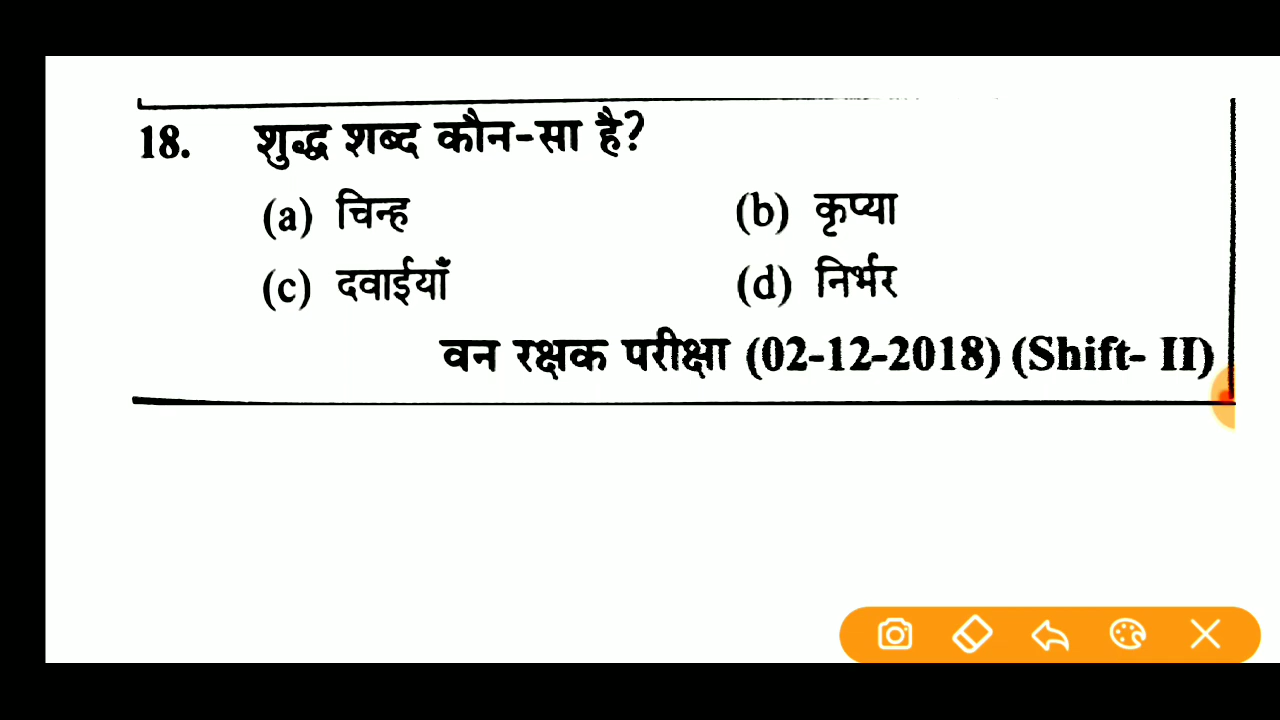 18. शुद्ध शब्द कौन-सा है?
(a) चिन्ह (b) कृप्या
(c) दवाईयाँ (d) निर्भर
वन रक्षक परीक्षा (02-12-2018) (Shift- II)